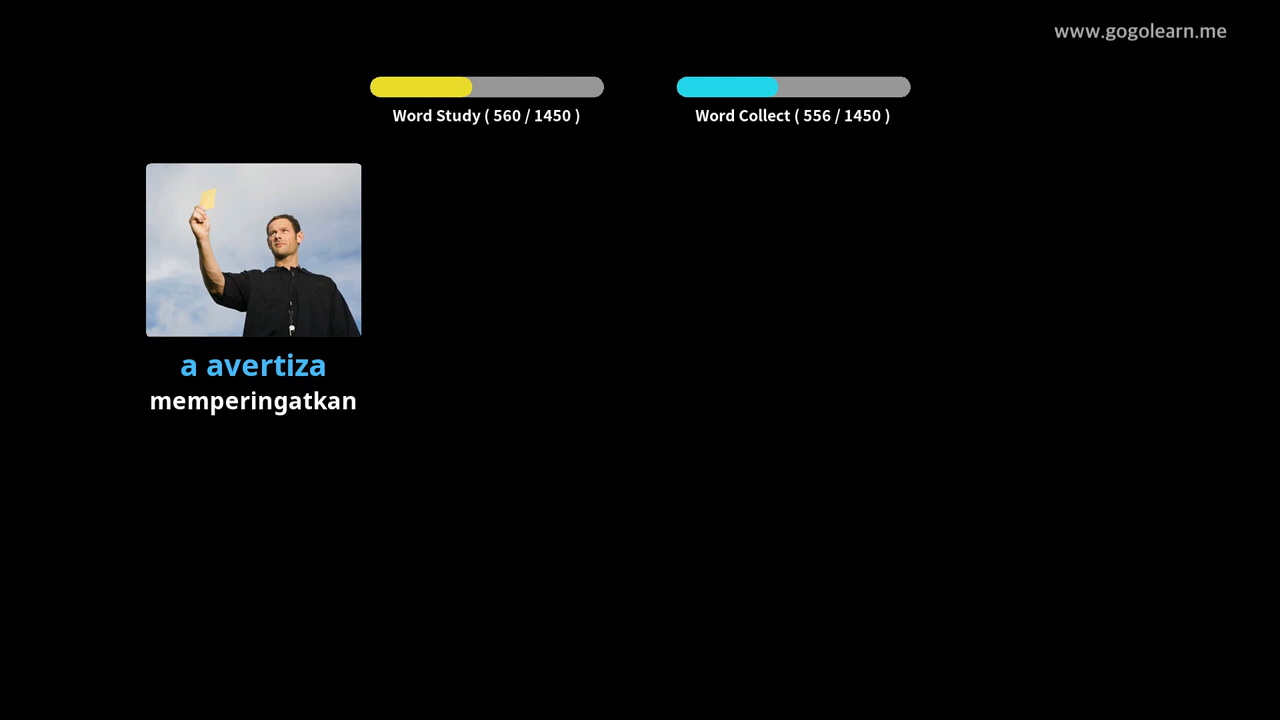 www.gogolearn.me
Word Study ( 560 / 1450 )
Word Collect ( 556 / 1450 )
a avertiza
memperingatkan